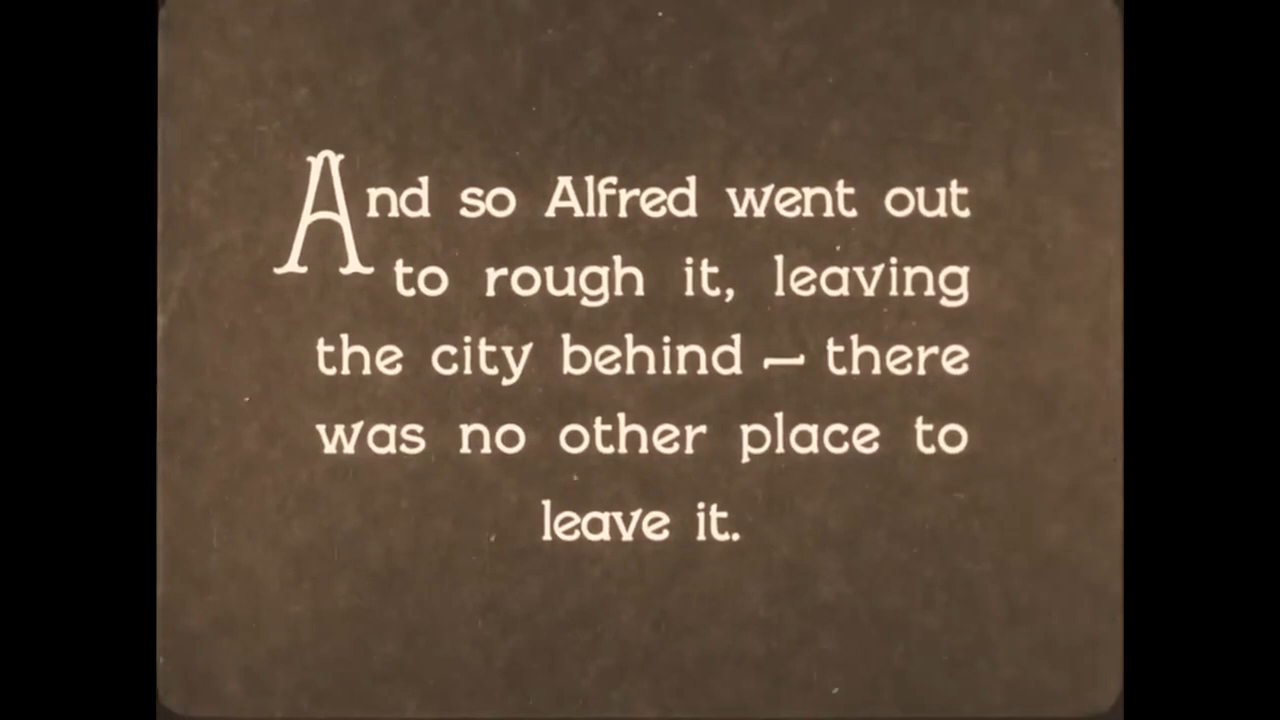 And so Alfred went out
to rough it, leaving
the city behind — there
was no other place to
leave it.